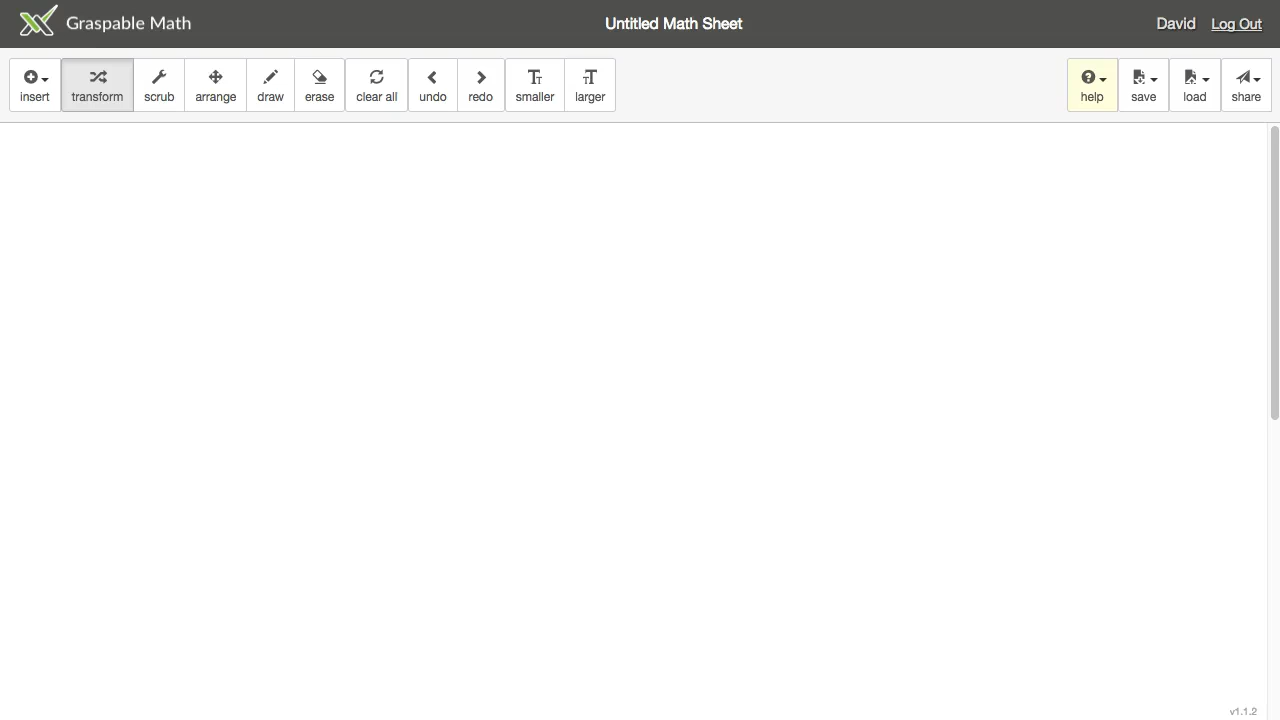 Graspable Math
Untitled Math Sheet
David Log Out
insert transform scrub arrange draw erase clear all undo redo smaller larger help save load share
v1.1.2